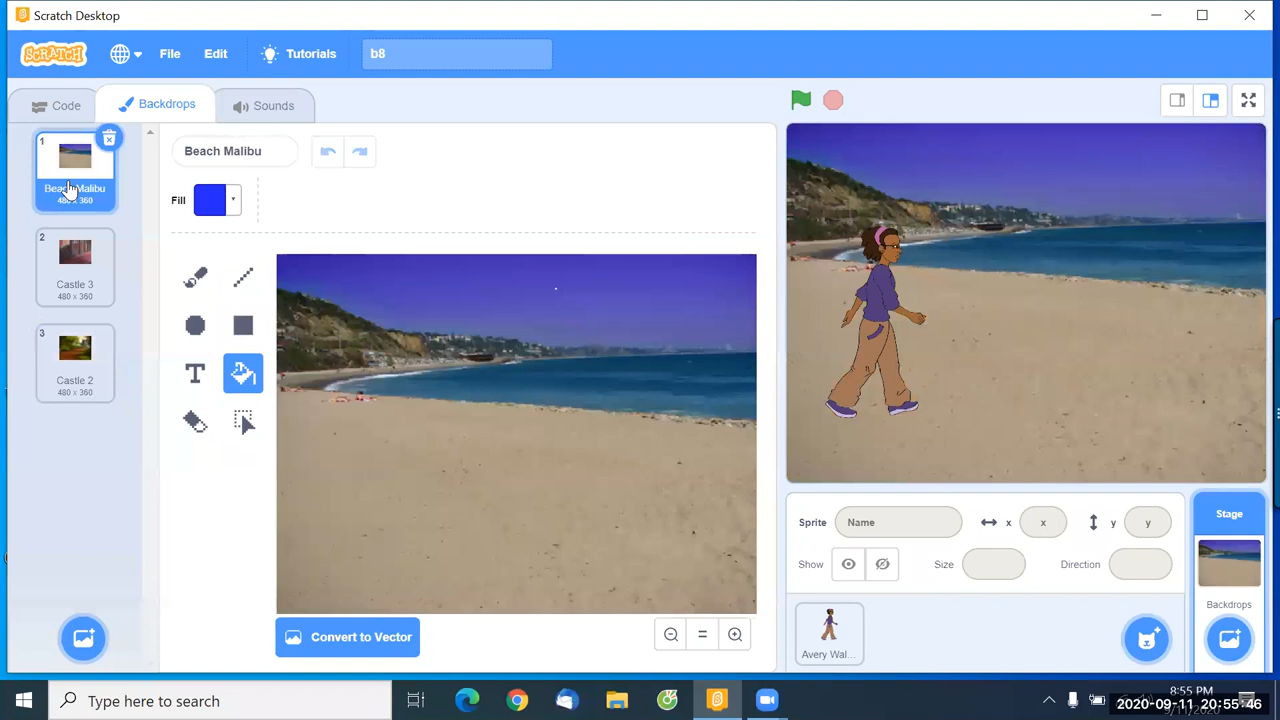 Scratch Desktop
SCRATCH File Edit Tutorials b8
Code Backdrops Sounds
1
Beach Malibu
480 x 360
2
Castle 3
480 x 360
3
Castle 2
480 x 360
Beach Malibu
Fill
T
Convert to Vector
Sprite Name x x y y
Show Size Direction
Avery Wal...
Stage
Backdrops
Type here to search
8:55 PM
2020-09-11 20:55:46